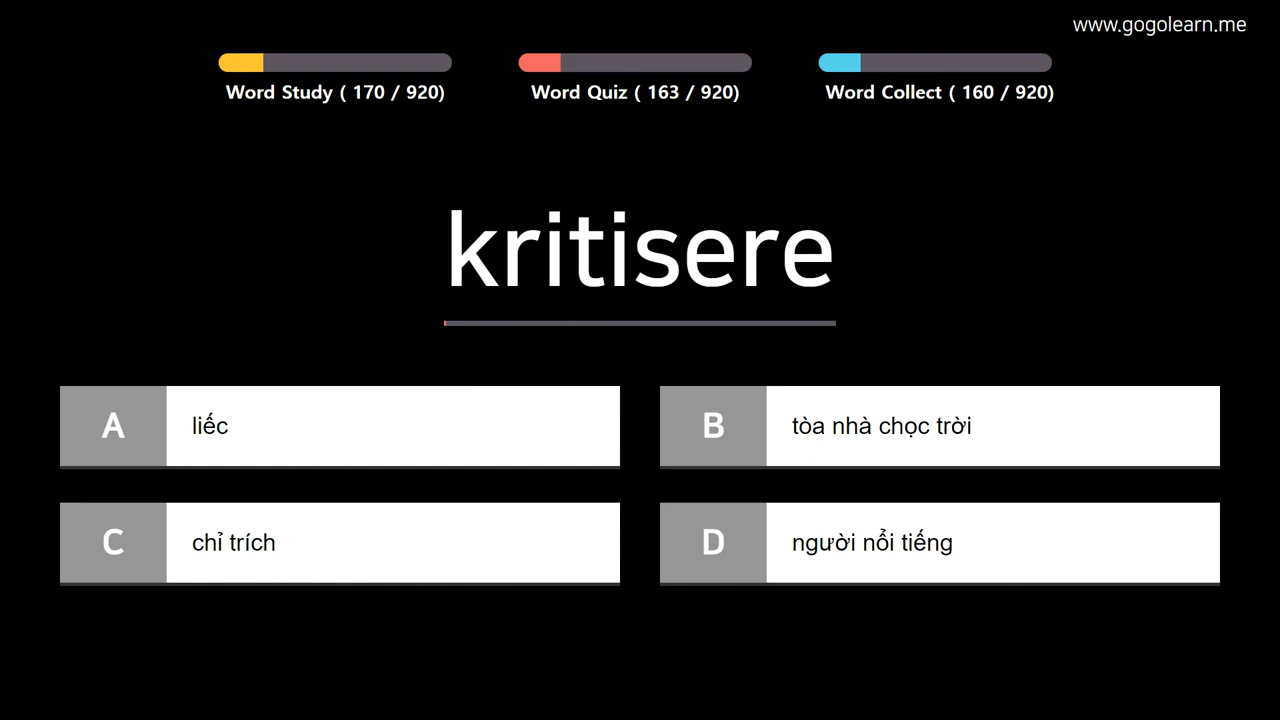 www.gogolearn.me
Word Study ( 170 / 920)
Word Quiz ( 163 / 920)
Word Collect ( 160 / 920)
kritisere
A liếc
B tòa nhà chọc trời
C chỉ trích
D người nổi tiếng